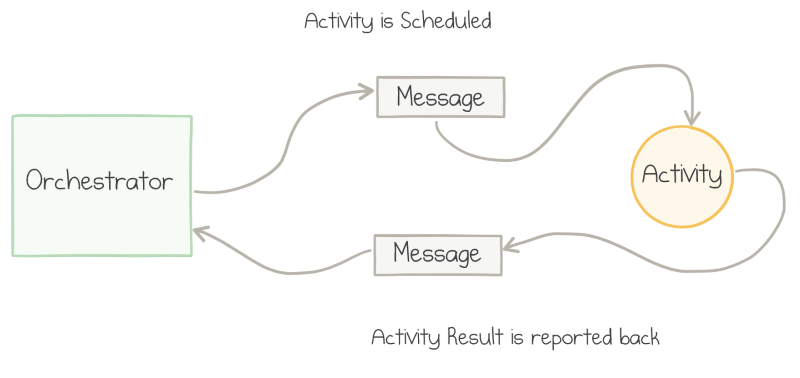 Activity is Scheduled
Message
Orchestrator
Activity
Message
Activity Result is reported back